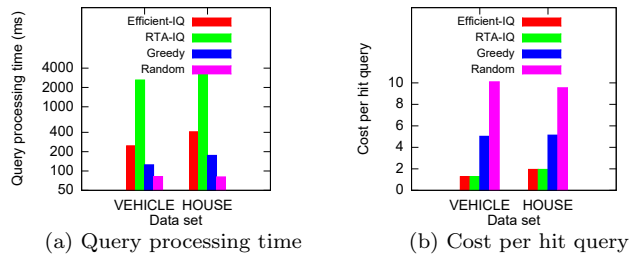 Query processing time (ms)
4000
2000
1000
400
200
100
50
Efficient-IQ
RTA-IQ
Greedy
Random
VEHICLE HOUSE
Data set
(a) Query processing time
Cost per hit query
10
8
6
4
2
0
Efficient-IQ
RTA-IQ
Greedy
Random
VEHICLE HOUSE
Data set
(b) Cost per hit query